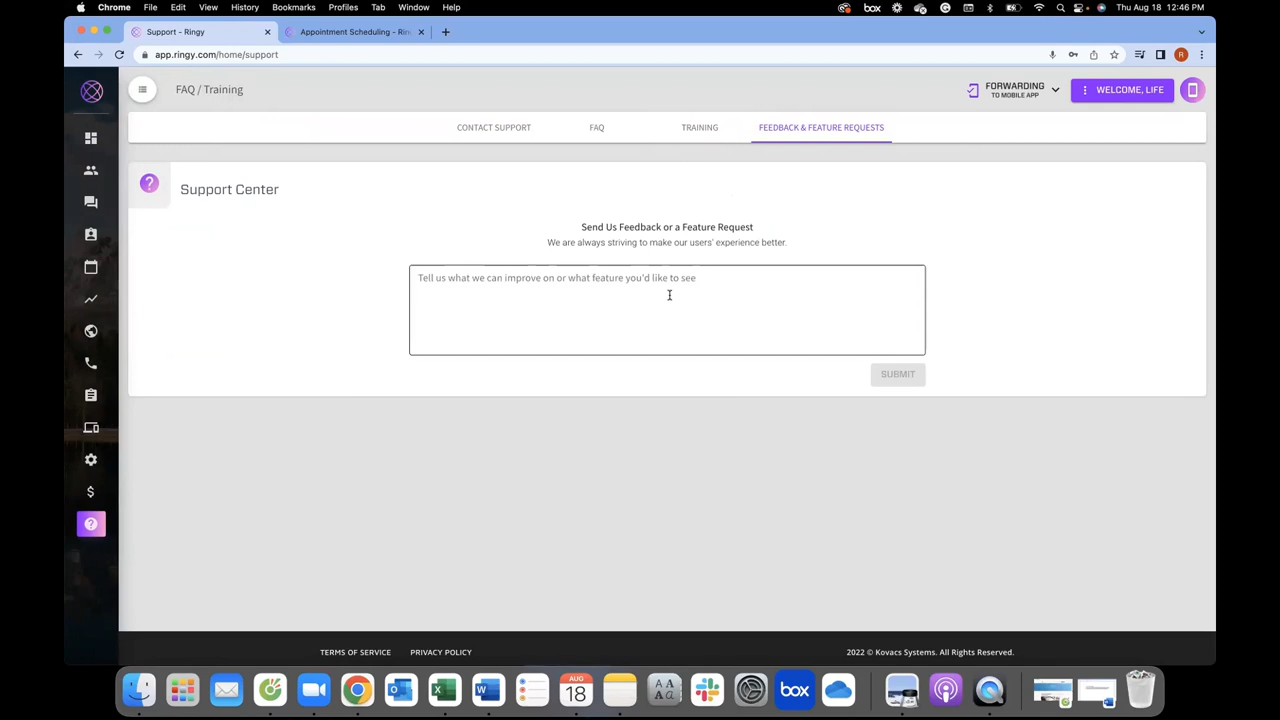 Chrome File Edit View History Bookmarks Profiles Tab Window Help
box
Thu Aug 18 12:46 PM
Support - Ringy
Appointment Scheduling - Rin
app.ringy.com/home/support
R
FAQ / Training
FORWARDING
TO MOBILE APP
WELCOME, LIFE
CONTACT SUPPORT
FAQ
TRAINING
FEEDBACK & FEATURE REQUESTS
Support Center
Send Us Feedback or a Feature Request
We are always striving to make our users' experience better.
Tell us what we can improve on or what feature you'd like to see
SUBMIT
TERMS OF SERVICE
PRIVACY POLICY
2022 © Kovacs Systems. All Rights Reserved.
AUG
18
box